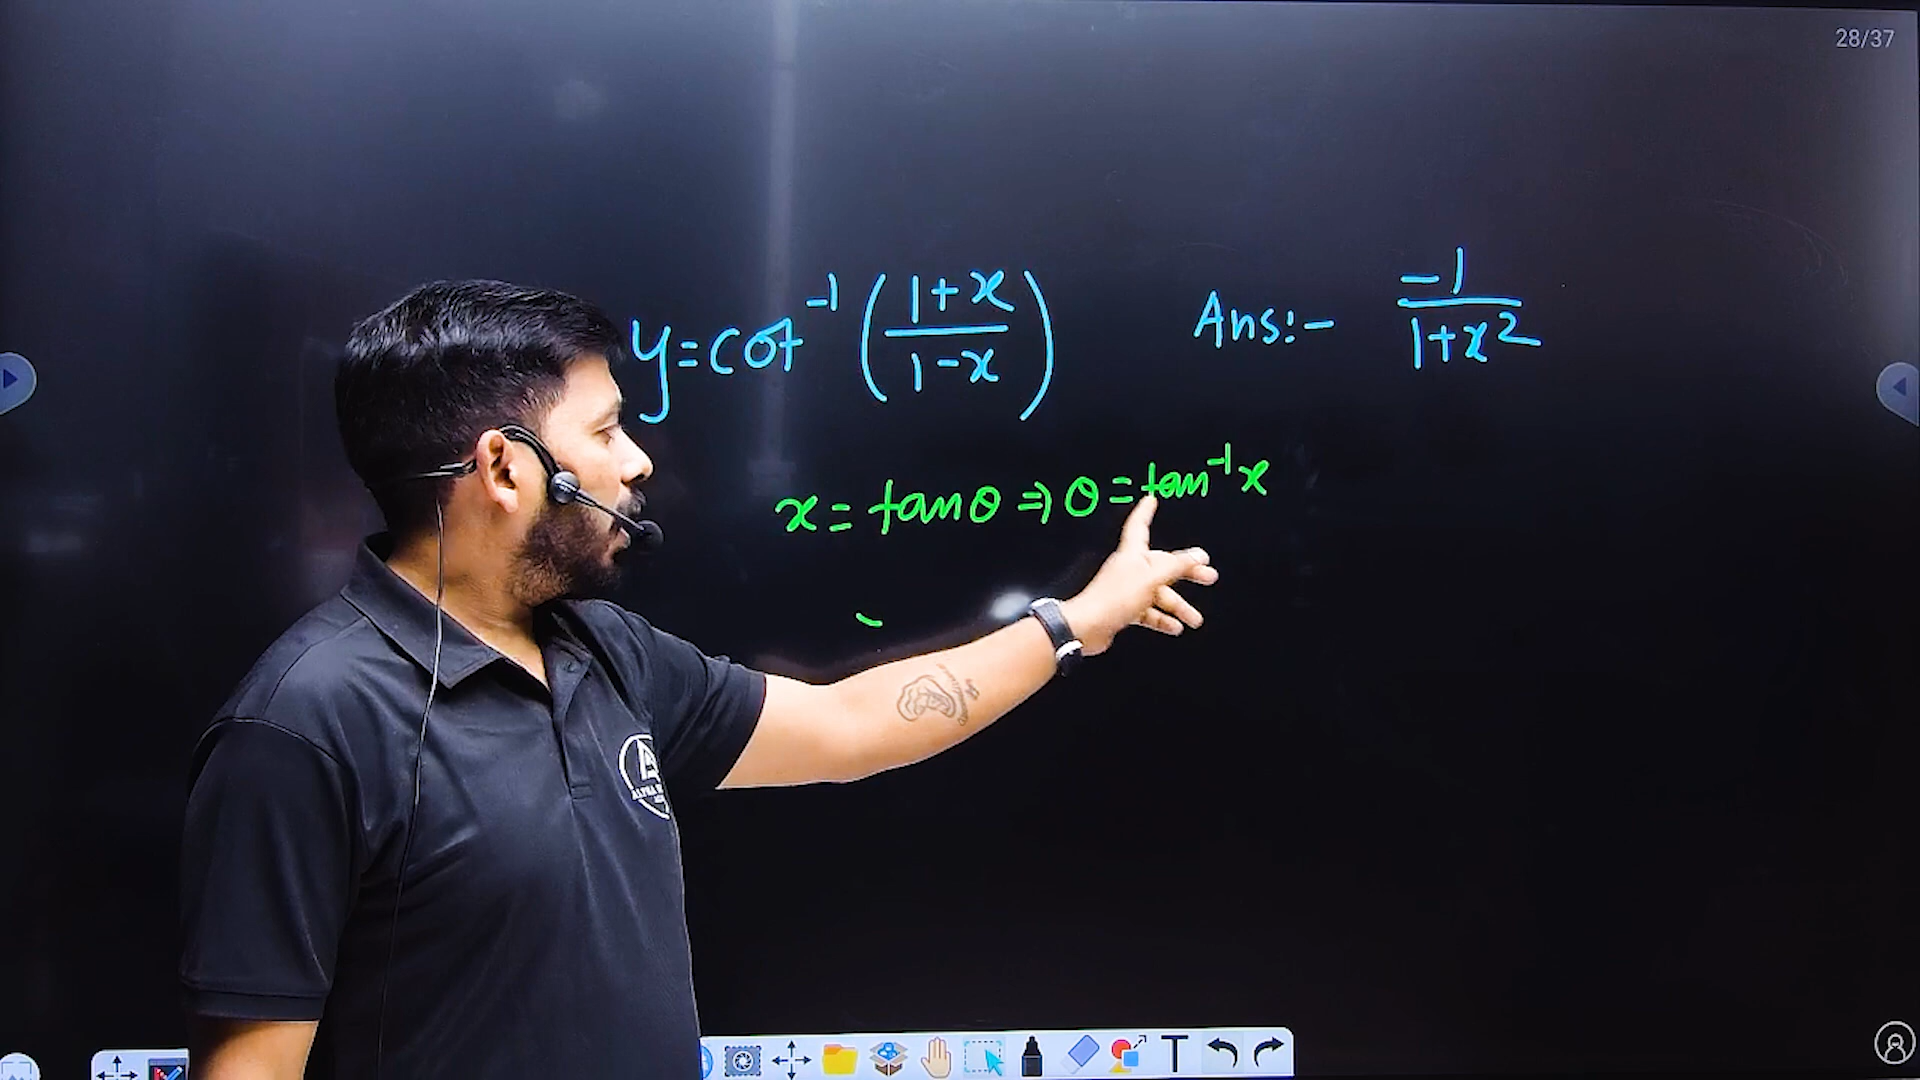 28/37
y=cot⁻¹((1+x)/(1-x)) Ans:- -1/(1+x²)
x = tanθ ⇒ θ = tan⁻¹x
T